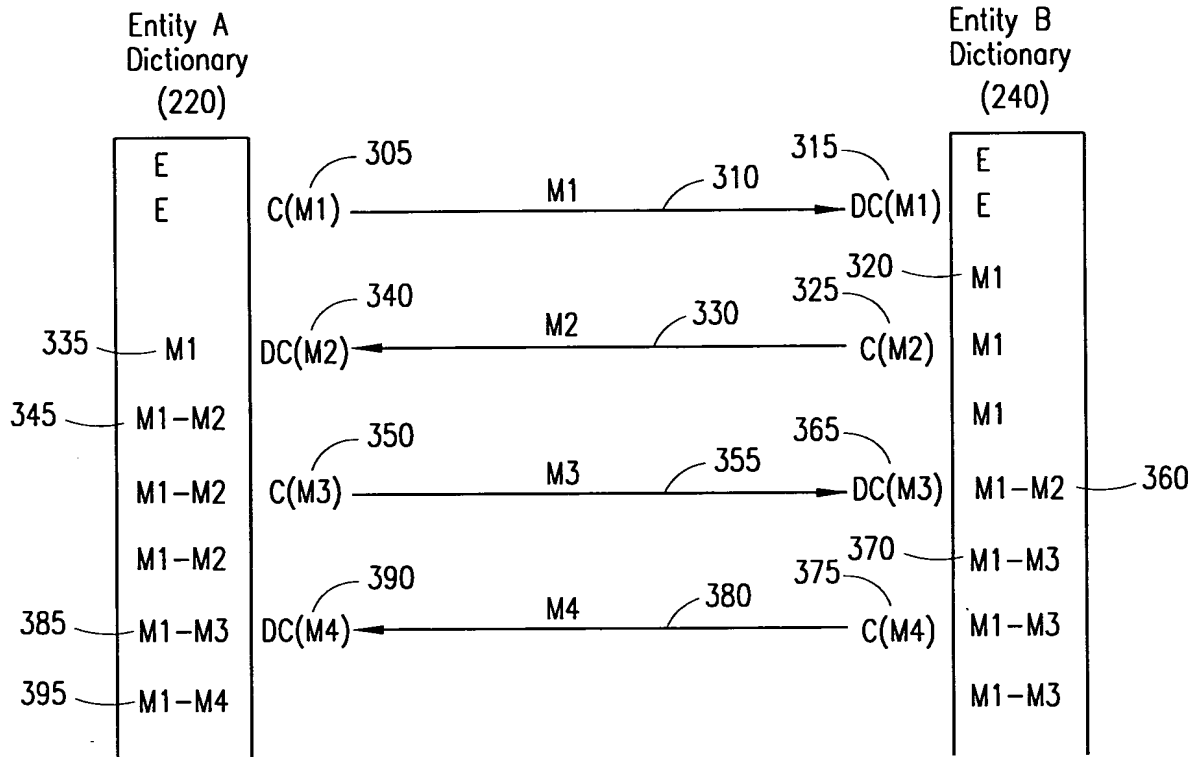 Entity A
Dictionary
(220)
Entity B
Dictionary
(240)
E
305
315
E
E
C(M1)
M1
310
DC(M1)
E
320
M1
340
325
335
M1
DC(M2)
M2
330
C(M2)
M1
345
M1-M2
M1
350
365
M1-M2
C(M3)
M3
355
DC(M3)
M1-M2
360
M1-M2
370
M1-M3
390
375
385
M1-M3
DC(M4)
M4
380
C(M4)
M1-M3
395
M1-M4
M1-M3